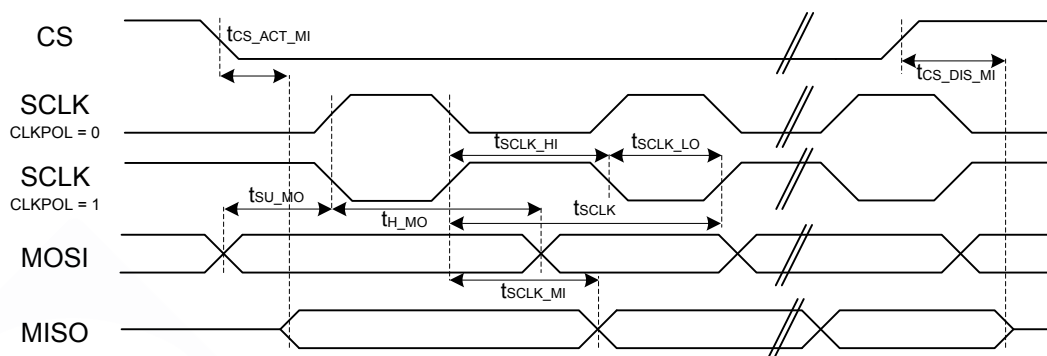 CS
tCS_ACT_MI
tCS_DIS_MI
SCLK
CLKPOL = 0
tSCLK_HI
tSCLK_LO
SCLK
CLKPOL = 1
tSU_MO
tH_MO
tSCLK
MOSI
tSCLK_MI
MISO